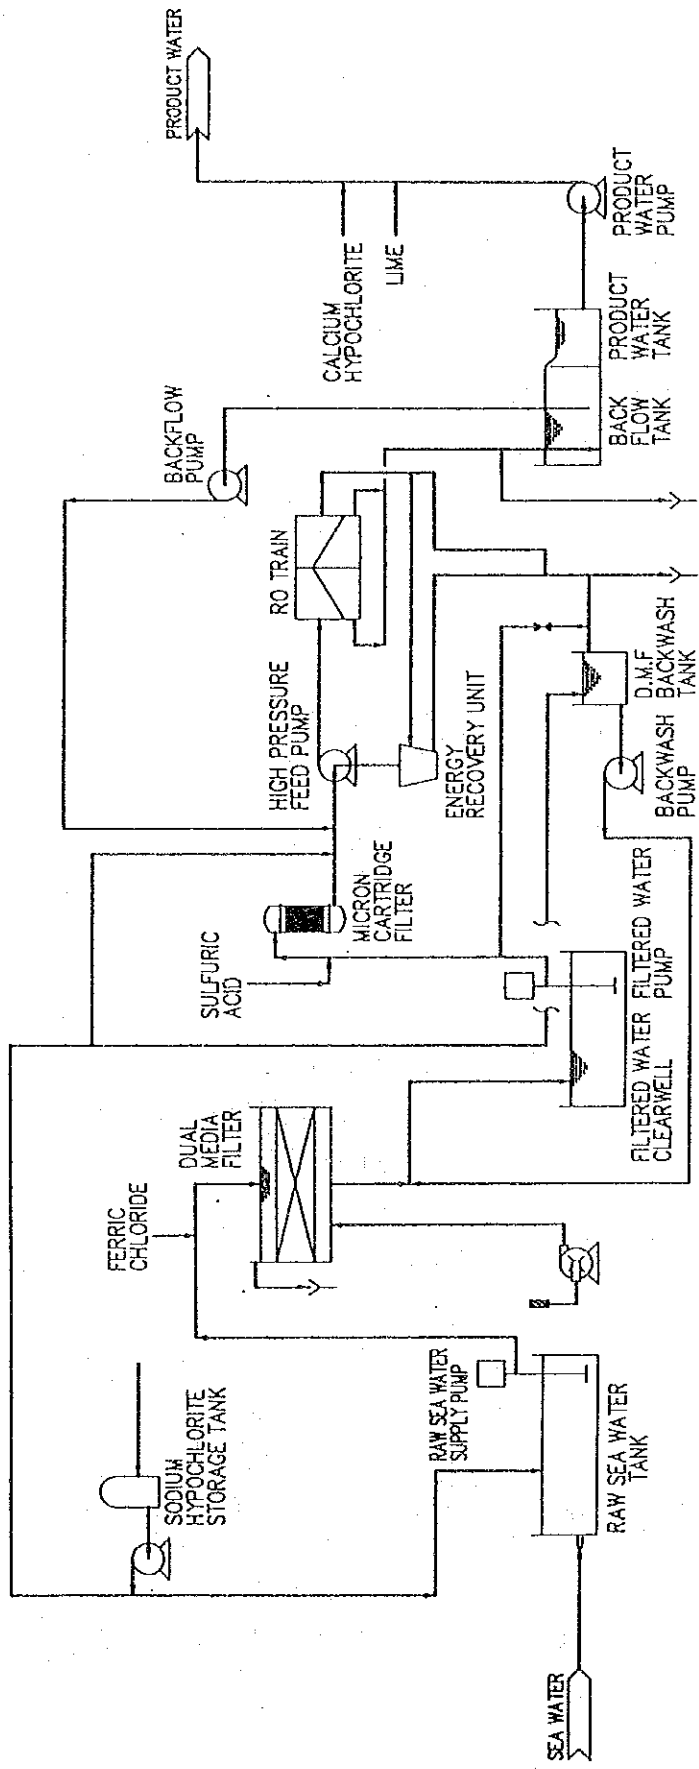 SEA WATER
RAW SEA WATER
TANK
RAW SEA WATER
SUPPLY PUMP
SODIUM
HYPOCHLORITE
STORAGE TANK
FERRIC
CHLORIDE
DUAL
MEDIA
FILTER
FILTERED WATER
CLEARWELL
FILTERED WATER
PUMP
SULFURIC
ACID
MICRON
CARTRIDGE
FILTER
HIGH PRESSURE
FEED PUMP
ENERGY
RECOVERY UNIT
BACKWASH
PUMP
D.M.F
BACKWASH
TANK
RO TRAIN
BACKFLOW
PUMP
BACK
FLOW
TANK
PRODUCT
WATER
TANK
CALCIUM
HYPOCHLORITE
LIME
PRODUCT
WATER
PUMP
PRODUCT WATER